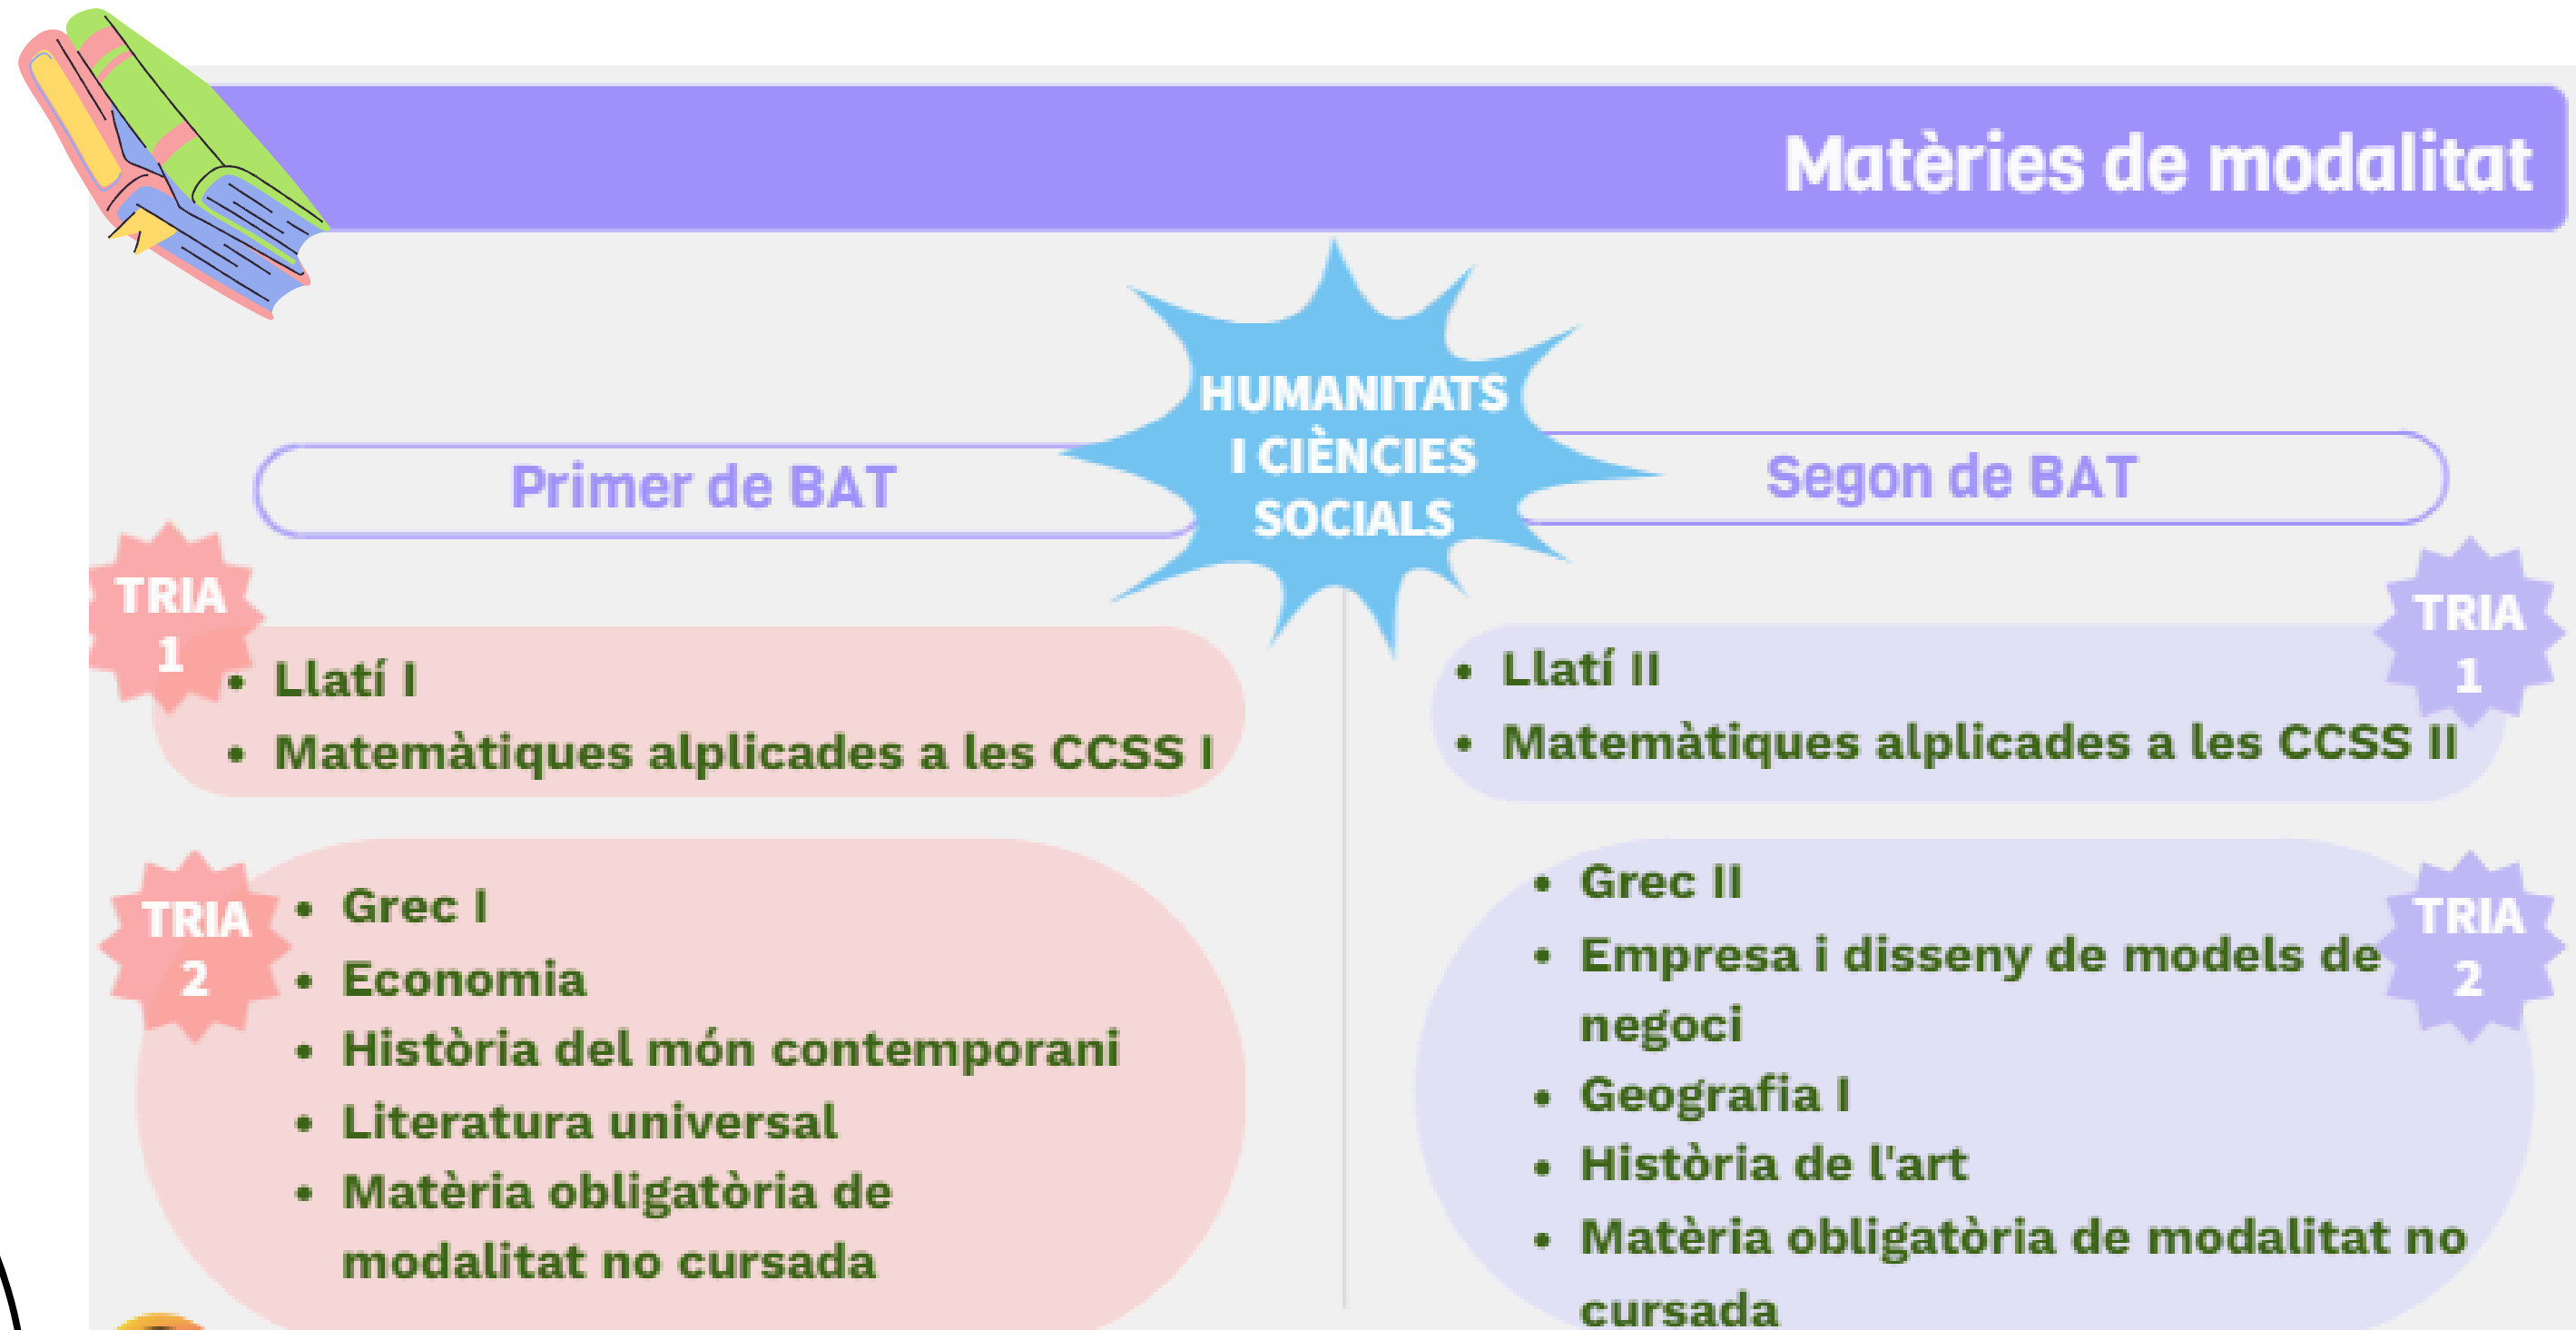 Matèries de modalitat
HUMANITATS
I CIÈNCIES
SOCIALS
Primer de BAT
TRIA
1
Llatí I
Matemàtiques alplicades a les CCSS I
TRIA
2
Grec I
Economia
Història del món contemporani
Literatura universal
Matèria obligatòria de
modalitat no cursada
Segon de BAT
TRIA
1
Llatí II
Matemàtiques alplicades a les CCSS II
TRIA
2
Grec II
Empresa i disseny de models de
negoci
Geografia I
Història de l'art
Matèria obligatòria de modalitat no
cursada